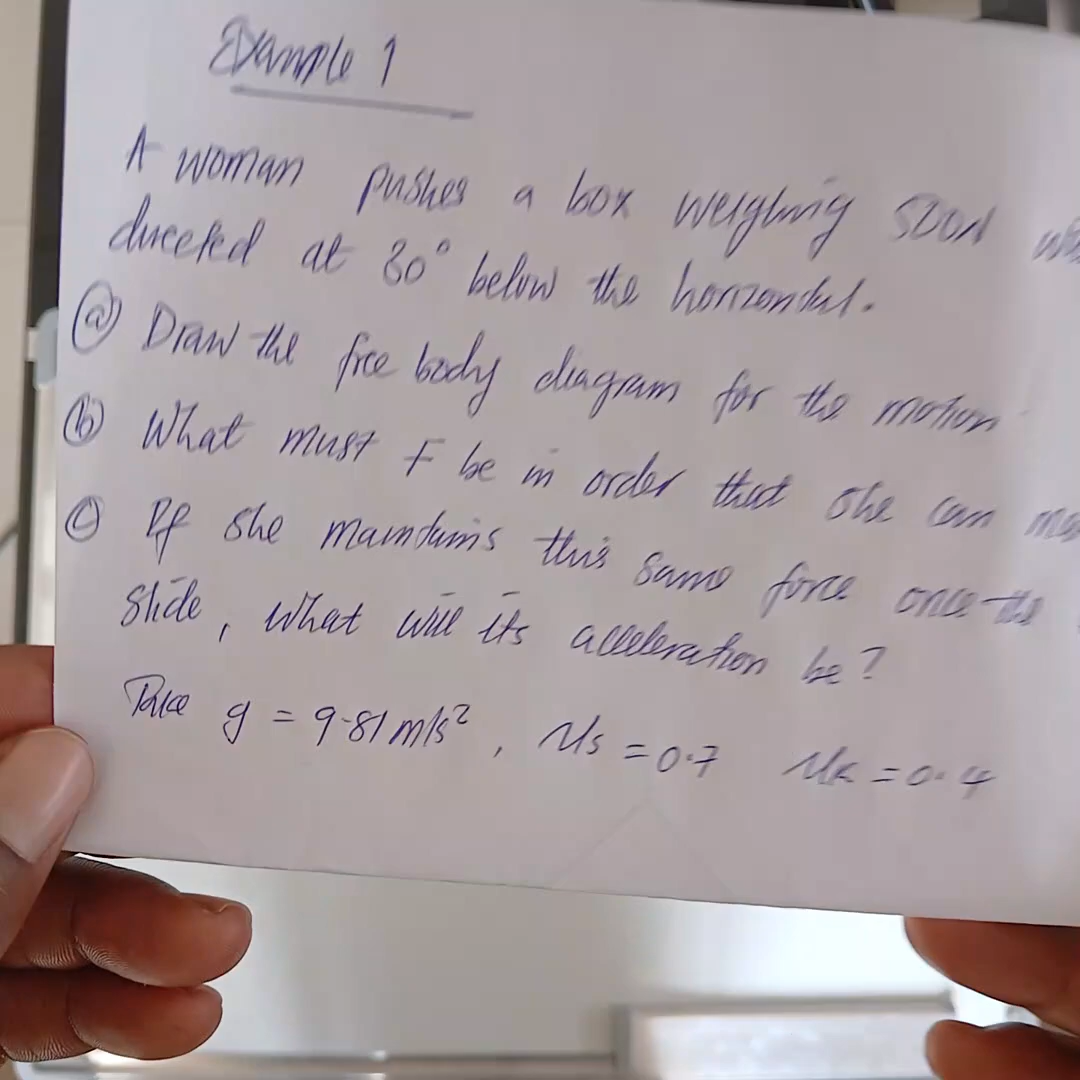 Example 1
A woman pushes a box weighing 500N
directed at 30° below the horizontal.
(a) Draw the free body diagram for the motion
(b) What must F be in order that she can
(c) If she maintains this same force once the
slide, what will its acceleration be?
Take g = 9.81 m/s², μs = 0.7 μk = 0.4